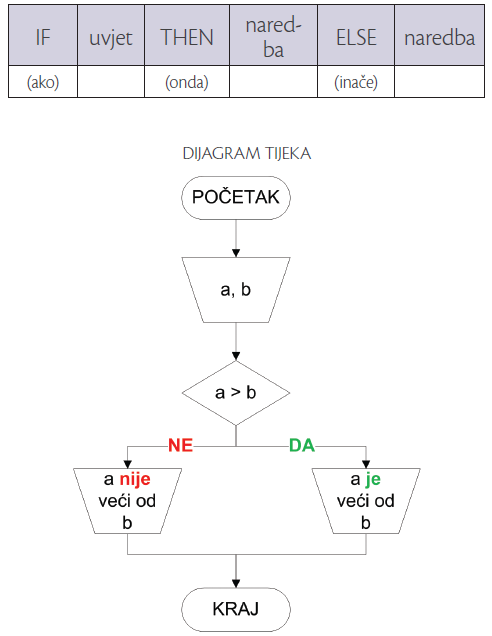 IF uvjet THEN nared-
ba ELSE naredba
(ako) (onda) (inače)
DIJAGRAM TIJEKA
POČETAK
a, b
a > b
NE DA
a nije
veći od
b
a je
veći od
b
KRAJ